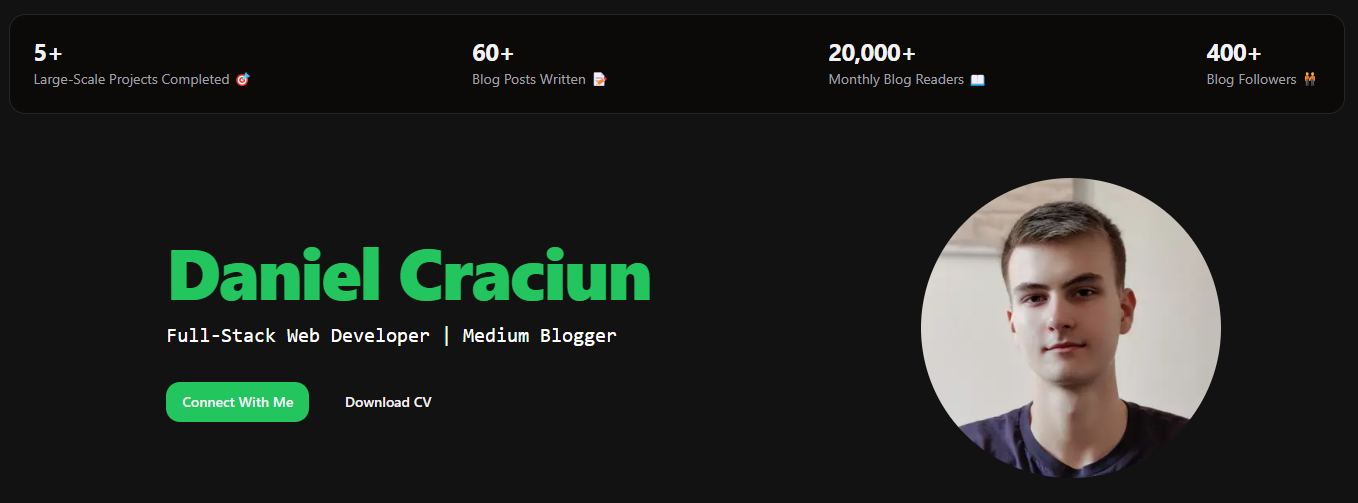 5+ 60+ 20,000+ 400+
Large-Scale Projects Completed 🎯 Blog Posts Written 📝 Monthly Blog Readers 📖 Blog Followers 🧑‍🤝‍🧑
Daniel Craciun
Full-Stack Web Developer | Medium Blogger
Connect With Me Download CV